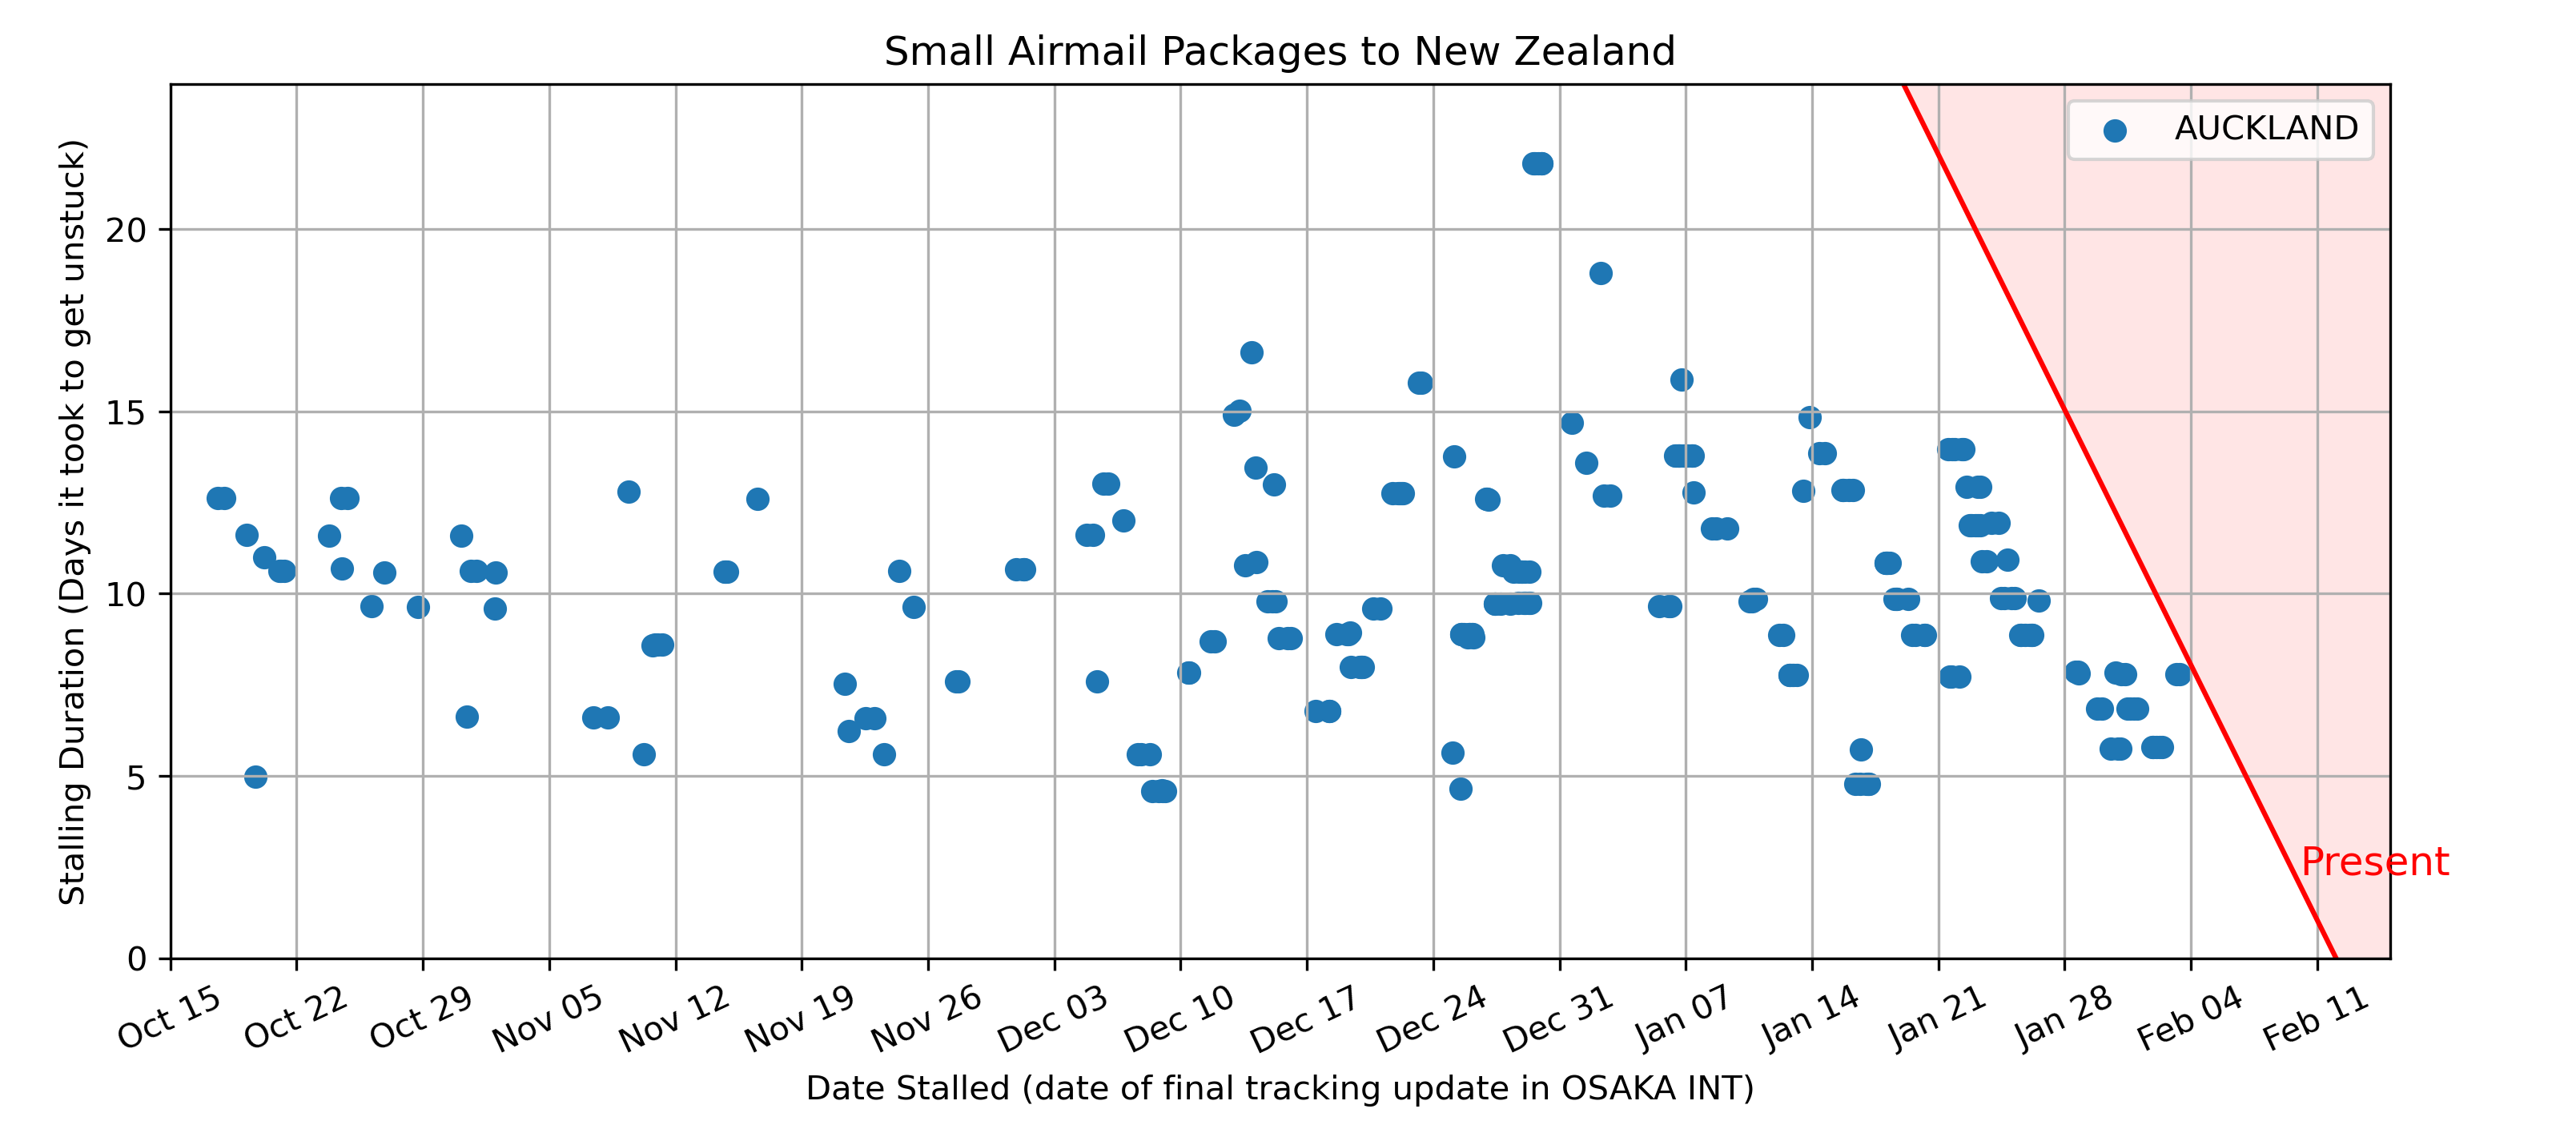 Small Airmail Packages to New Zealand
AUCKLAND
Stalling Duration (Days it took to get unstuck)
20
15
10
5
0
Present
Oct 15
Oct 22
Oct 29
Nov 05
Nov 12
Nov 19
Nov 26
Dec 03
Dec 10
Dec 17
Dec 24
Dec 31
Jan 07
Jan 14
Jan 21
Jan 28
Feb 04
Feb 11
Date Stalled (date of final tracking update in OSAKA INT)